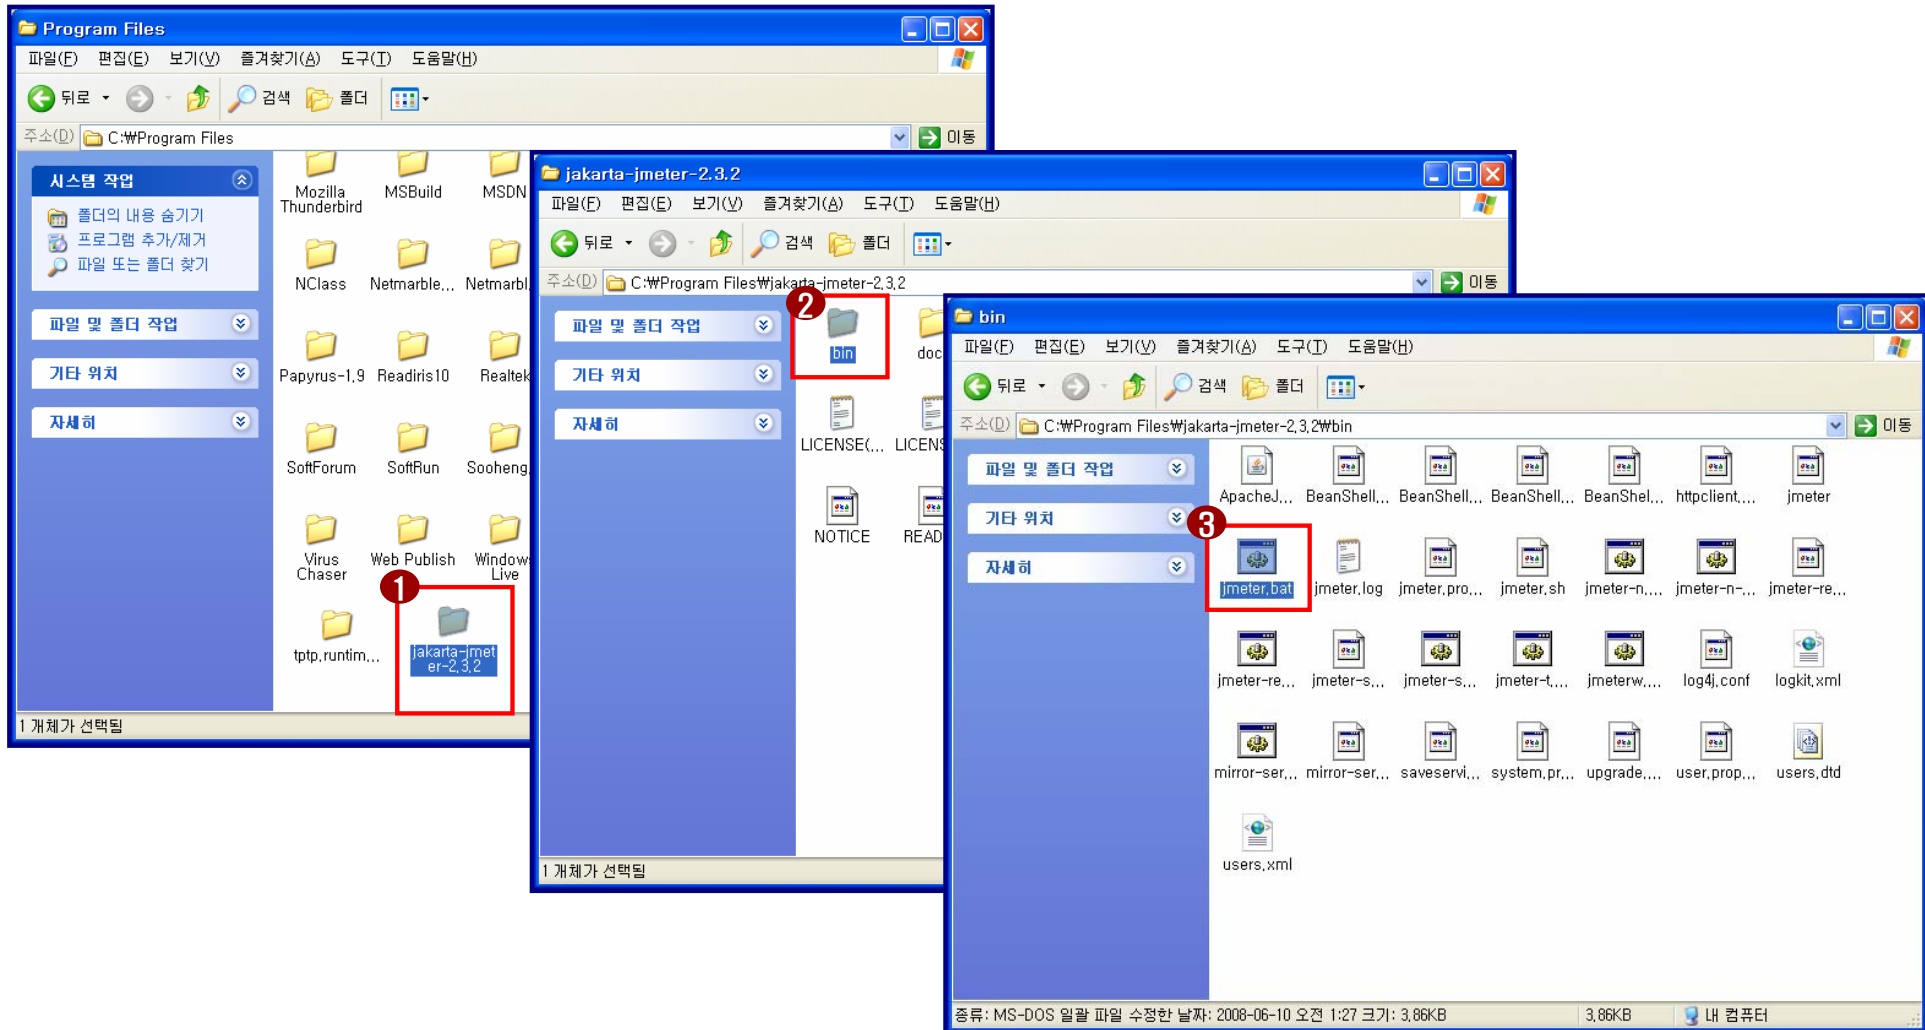 Program Files
파일(F) 편집(E) 보기(V) 즐겨찾기(A) 도구(T) 도움말(H)
뒤로 검색 폴더
주소(D) C:₩Program Files 이동
시스템 작업
폴더의 내용 숨기기
프로그램 추가/제거
파일 또는 폴더 찾기
파일 및 폴더 작업
기타 위치
자세히
Mozilla Thunderbird
MSBuild
MSDN
NClass
Netmarble...
Netmarbl
Papyrus-1.9
Readiris10
Realtek
SoftForum
SoftRun
Sooheng
Virus Chaser
Web Publish
Window
Live
tptp.runtim...
1
jakarta-jmet
er-2.3.2
1 개체가 선택됨
jakarta-jmeter-2.3.2
파일(F) 편집(E) 보기(V) 즐겨찾기(A) 도구(T) 도움말(H)
뒤로 검색 폴더
주소(D) C:₩Program Files₩jakarta-jmeter-2.3.2 이동
파일 및 폴더 작업
기타 위치
자세히
2
bin
doc
LICENSE(...
LICENS
NOTICE
READ
1 개체가 선택됨
bin
파일(F) 편집(E) 보기(V) 즐겨찾기(A) 도구(T) 도움말(H)
뒤로 검색 폴더
주소(D) C:₩Program Files₩jakarta-jmeter-2.3.2₩bin 이동
파일 및 폴더 작업
기타 위치
자세히
ApacheJ... BeanShell... BeanShell... BeanShell... BeanShel... httpclient.... jmeter
3
jmeter.bat jmeter.log jmeter.pro... jmeter.sh jmeter-n.... jmeter-n-... jmeter-re...
jmeter-re... jmeter-s... jmeter-s... jmeter-t.... jmeterw.... log4j.conf logkit.xml
mirror-ser... mirror-ser... saveservi... system.pr... upgrade.... user.prop... users.dtd
users.xml
종류: MS-DOS 일괄 파일 수정한 날짜: 2008-06-10 오전 1:27 크기: 3.86KB 3.86KB 내 컴퓨터